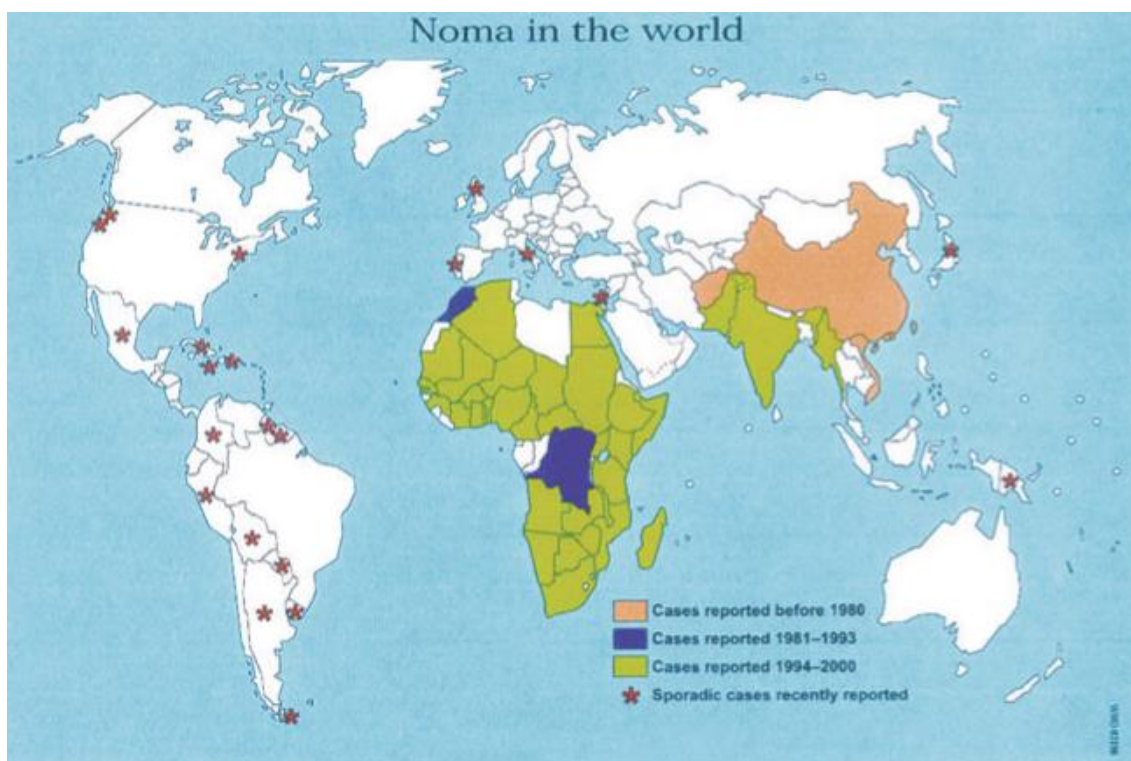 Noma in the world
Cases reported before 1980
Cases reported 1981–1993
Cases reported 1994–2000
Sporadic cases recently reported